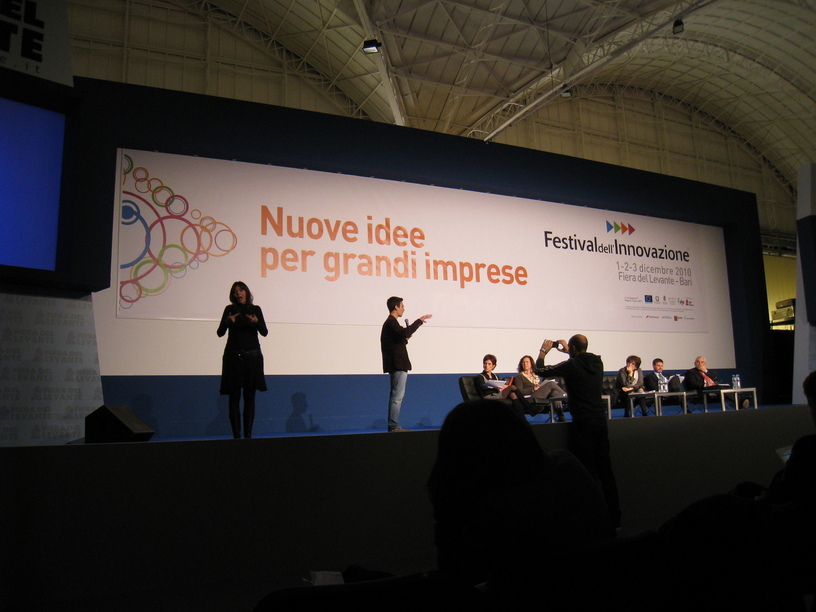 Nuove idee
per grandi imprese
Festival dell'Innovazione
1-2-3 dicembre 2010
Fiera del Levante - Bari